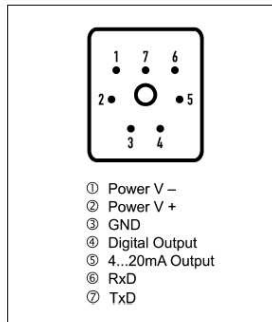 1 7 6
2 5
3 4
① Power V –
② Power V +
③ GND
④ Digital Output
⑤ 4...20mA Output
⑥ RxD
⑦ TxD